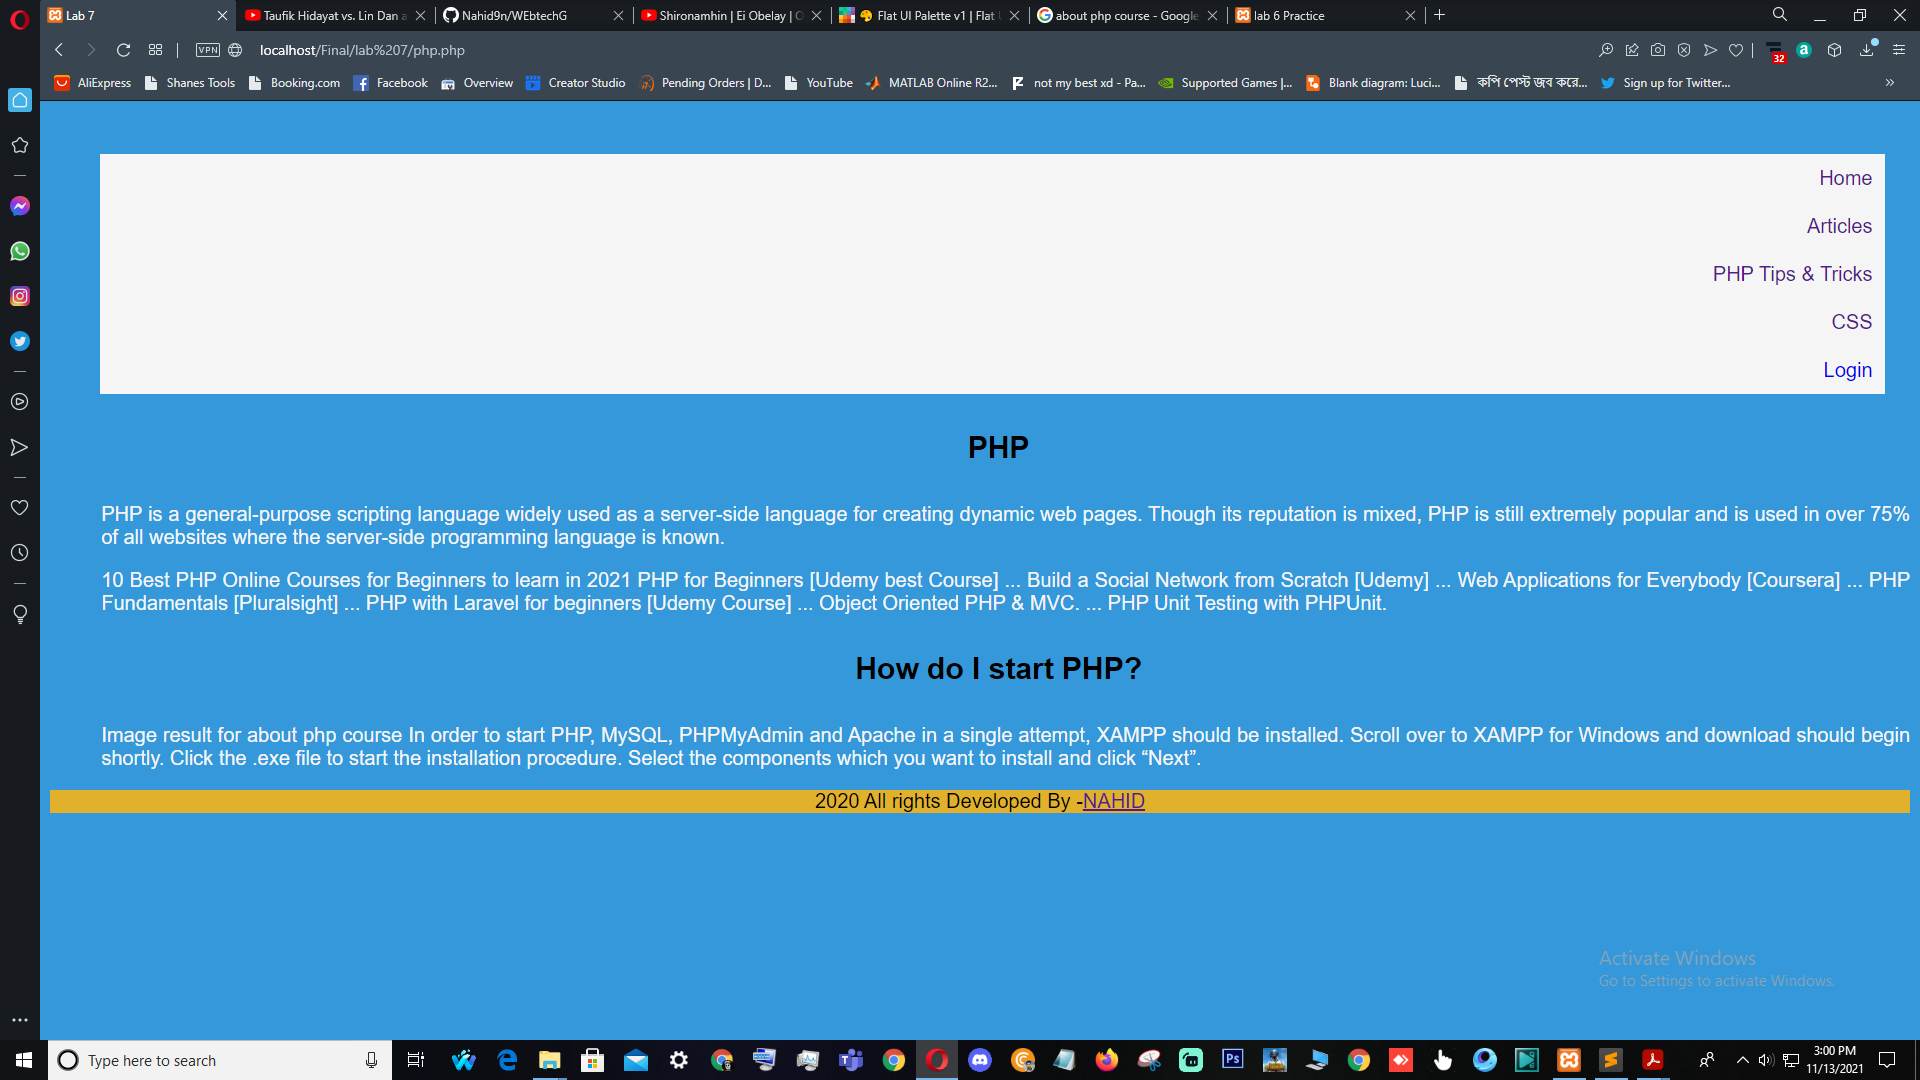 Lab 7
Taufik Hidayat vs. Lin Dan
Nahid9n/WEbtechG
Shironamhin | Ei Obelay |
Flat UI Palette v1 | Flat
about php course - Google
lab 6 Practice
VPN
localhost/Final/lab%207/php.php
32
AliExpress
Shanes Tools
Booking.com
Facebook
Overview
Creator Studio
Pending Orders | D...
YouTube
MATLAB Online R2...
not my best xd - Pa...
Supported Games |...
Blank diagram: Luci...
কপি পেস্ট জব করে...
Sign up for Twitter...
Home
Articles
PHP Tips & Tricks
CSS
Login
PHP
PHP is a general-purpose scripting language widely used as a server-side language for creating dynamic web pages. Though its reputation is mixed, PHP is still extremely popular and is used in over 75%
of all websites where the server-side programming language is known.
10 Best PHP Online Courses for Beginners to learn in 2021 PHP for Beginners [Udemy best Course] ... Build a Social Network from Scratch [Udemy] ... Web Applications for Everybody [Coursera] ... PHP
Fundamentals [Pluralsight] ... PHP with Laravel for beginners [Udemy Course] ... Object Oriented PHP & MVC. ... PHP Unit Testing with PHPUnit.
How do I start PHP?
Image result for about php course In order to start PHP, MySQL, PHPMyAdmin and Apache in a single attempt, XAMPP should be installed. Scroll over to XAMPP for Windows and download should begin
shortly. Click the .exe file to start the installation procedure. Select the components which you want to install and click “Next”.
2020 All rights Developed By -NAHID
Activate Windows
Go to Settings to activate Windows.
Type here to search
3:00 PM
11/13/2021